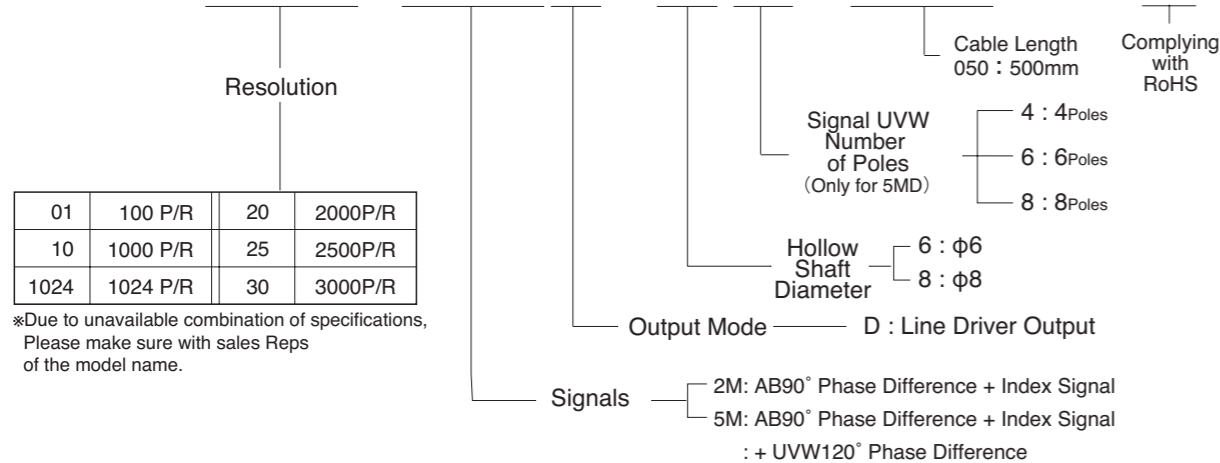 Cable Length
050：500mm
Complying
with
RoHS
Resolution
Signal UVW
Number
of Poles
（Only for 5MD）
4 : 4Poles
6 : 6Poles
8 : 8Poles
01 100 P/R 20 2000P/R
10 1000 P/R 25 2500P/R
1024 1024 P/R 30 3000P/R
※Due to unavailable combination of specifications,
Please make sure with sales Reps
of the model name.
Hollow
Shaft
Diameter
6 : φ6
8 : φ8
Output Mode D : Line Driver Output
Signals
2M: AB90˚ Phase Difference + Index Signal
5M: AB90˚ Phase Difference + Index Signal
: + UVW120˚ Phase Difference